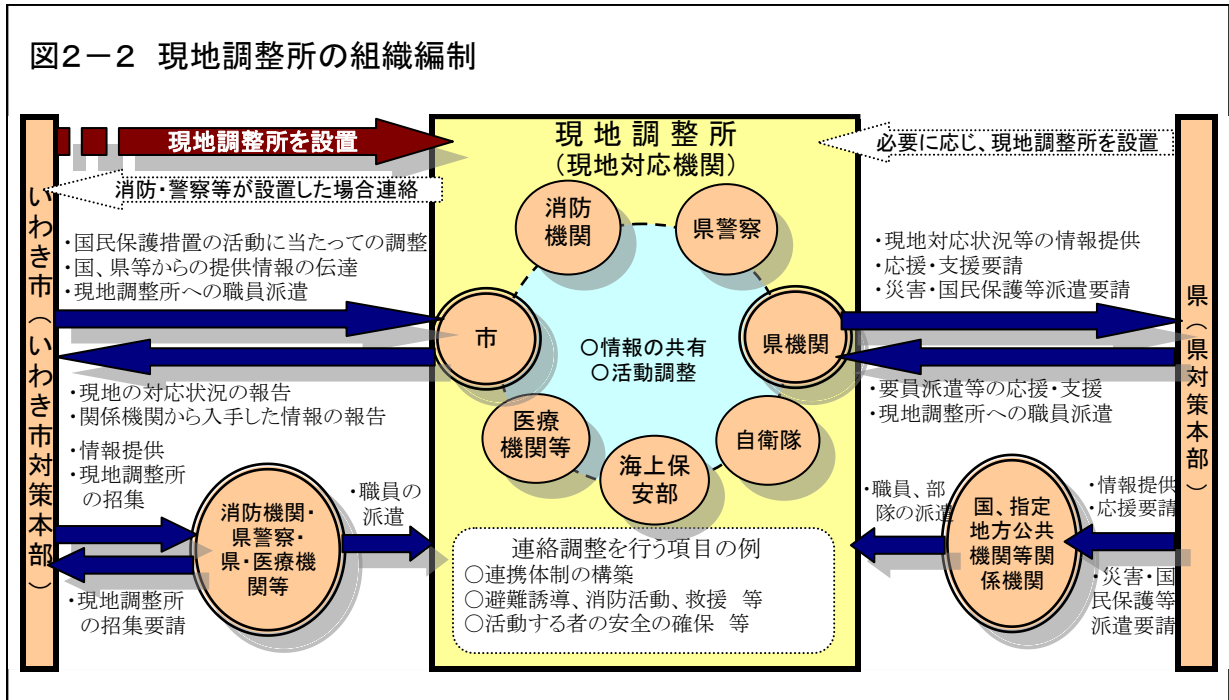 図2-2 現地調整所の組織編制
現地調整所を設置
消防・警察等が設置した場合連絡
いわき市(いわき市対策本部)
・国民保護措置の活動に当たっての調整
・国、県等からの提供情報の伝達
・現地調整所への職員派遣
・現地の対応状況の報告
・関係機関から入手した情報の報告
・情報提供
・現地調整所
の招集
消防機関・
県警察・
県・医療機
関等
・職員の
派遣
・現地調整所
の招集要請
現地調整所
(現地対応機関)
消防
機関
県警察
市
県機関
○情報の共有
○活動調整
医療
機関等
自衛隊
海上保
安部
連絡調整を行う項目の例
○連携体制の構築
○避難誘導、消防活動、救援 等
○活動する者の安全の確保 等
必要に応じ、現地調整所を設置
・現地対応状況等の情報提供
・応援・支援要請
・災害・国民保護等派遣要請
・要員派遣等の応援・支援
・現地調整所への職員派遣
・職員、部
隊の派遣
国、指定
地方公共
機関等関
係機関
・情報提供
・応援要請
・災害・国
民保護等
派遣要請
県(県対策本部)